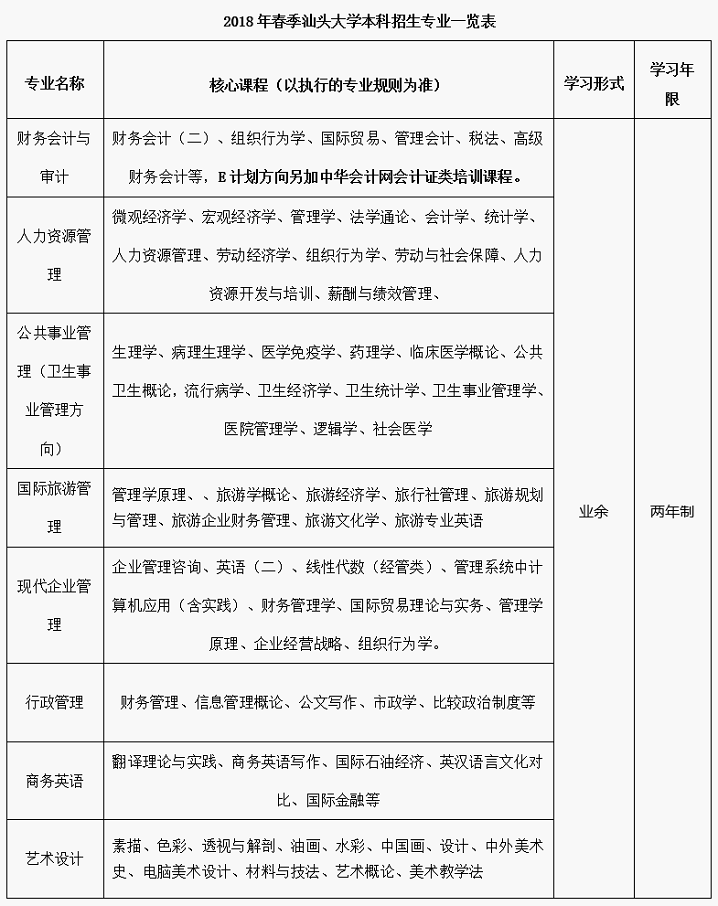 2018年春季汕头大学本科招生专业一览表
专业名称
核心课程（以执行的专业规则为准）
学习形式
学习年
限
财务会计与
审计
财务会计（二）、组织行为学、国际贸易、管理会计、税法、高级
财务会计等，E计划方向另加中华会计网会计证类培训课程。
业余
两年制
人力资源管
理
微观经济学、宏观经济学、管理学、法学通论、会计学、统计学、
人力资源管理、劳动经济学、组织行为学、劳动与社会保障、人力
资源开发与培训、薪酬与绩效管理、
公共事业管
理（卫生事
业管理方
向）
生理学、病理生理学、医学免疫学、药理学、临床医学概论、公共
卫生概论，流行病学、卫生经济学、卫生统计学、卫生事业管理学、
医院管理学、逻辑学、社会医学
国际旅游管
理
管理学原理、、旅游学概论、旅游经济学、旅行社管理、旅游规划
与管理、旅游企业财务管理、旅游文化学、旅游专业英语
现代企业管
理
企业管理咨询、英语（二）、线性代数（经管类）、管理系统中计
算机应用（含实践）、财务管理学、国际贸易理论与实务、管理学
原理、企业经营战略、组织行为学。
行政管理
财务管理、信息管理概论、公文写作、市政学、比较政治制度等
商务英语
翻译理论与实践、商务英语写作、国际石油经济、英汉语言文化对
比、国际金融等
艺术设计
素描、色彩、透视与解剖、油画、水彩、中国画、设计、中外美术
史、电脑美术设计、材料与技法、艺术概论、美术教学法